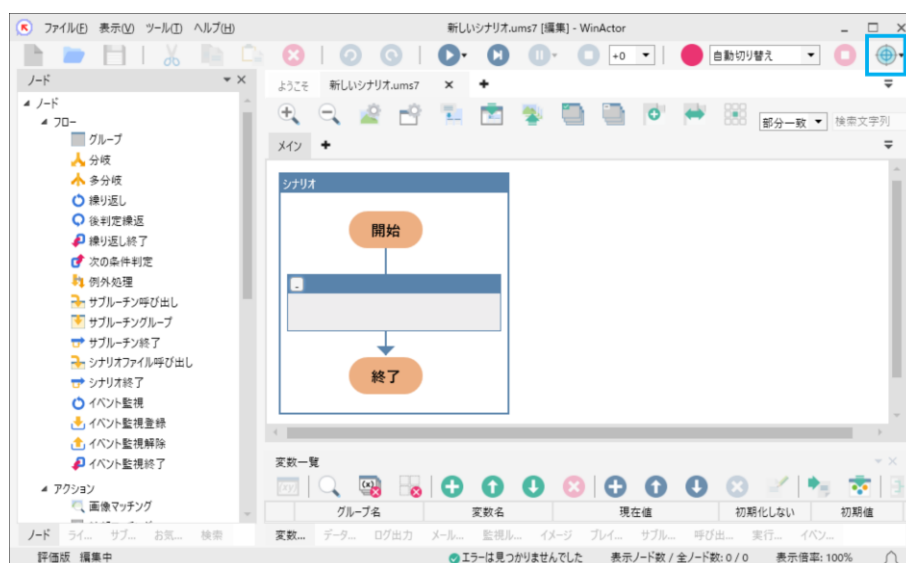 ファイル(F) 表示(V) ツール(T) ヘルプ(H) 新しいシナリオ.ums7 [編集] - WinActor
+0 自動切り替え
ノード
ようこそ 新しいシナリオ.ums7
ノード
フロー
グループ
分岐
多分岐
繰り返し
後判定繰返
繰り返し終了
次の条件判定
例外処理
サブルーチン呼び出し
サブルーチングループ
サブルーチン終了
シナリオファイル呼び出し
シナリオ終了
イベント監視
イベント監視登録
イベント監視解除
イベント監視終了
アクション
画像マッチング
ノード ライ... サブ... お気... 検索
部分一致 検索文字列
メイン
シナリオ
開始
終了
変数一覧
グループ名 変数名 現在値 初期化しない 初期値
変数... データ... ログ出力 メール... 監視ル... イメージ ブレイ... サブル... 呼び出... 実行... イベン...
評価版 編集中 エラーは見つかりませんでした 表示ノード数 / 全ノード数: 0 / 0 表示倍率: 100%